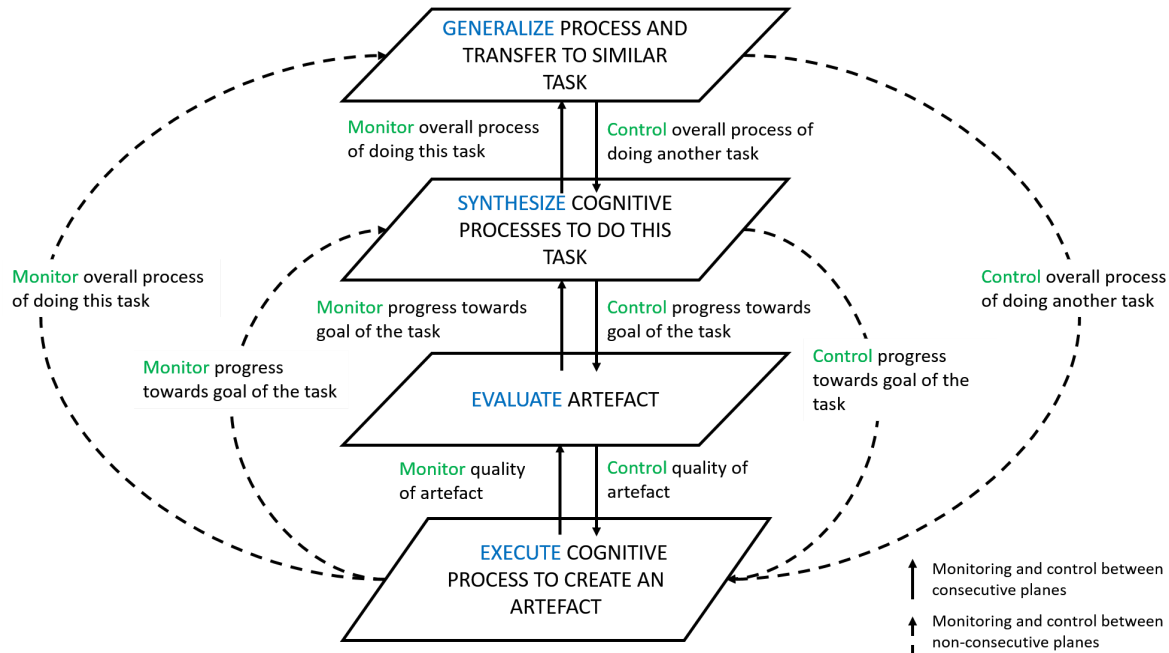 GENERALIZE PROCESS AND
TRANSFER TO SIMILAR
TASK
Monitor overall process
of doing this task
Control overall process of
doing another task
SYNTHESIZE COGNITIVE
PROCESSES TO DO THIS
TASK
Monitor overall process
of doing this task
Control overall process
of doing another task
Monitor progress towards
goal of the task
Control progress towards
goal of the task
Monitor progress
towards goal of the task
Control progress
towards goal of the
task
EVALUATE ARTEFACT
Monitor quality
of artefact
Control quality of
artefact
EXECUTE COGNITIVE
PROCESS TO CREATE AN
ARTEFACT
Monitoring and control between
consecutive planes
Monitoring and control between
non-consecutive planes